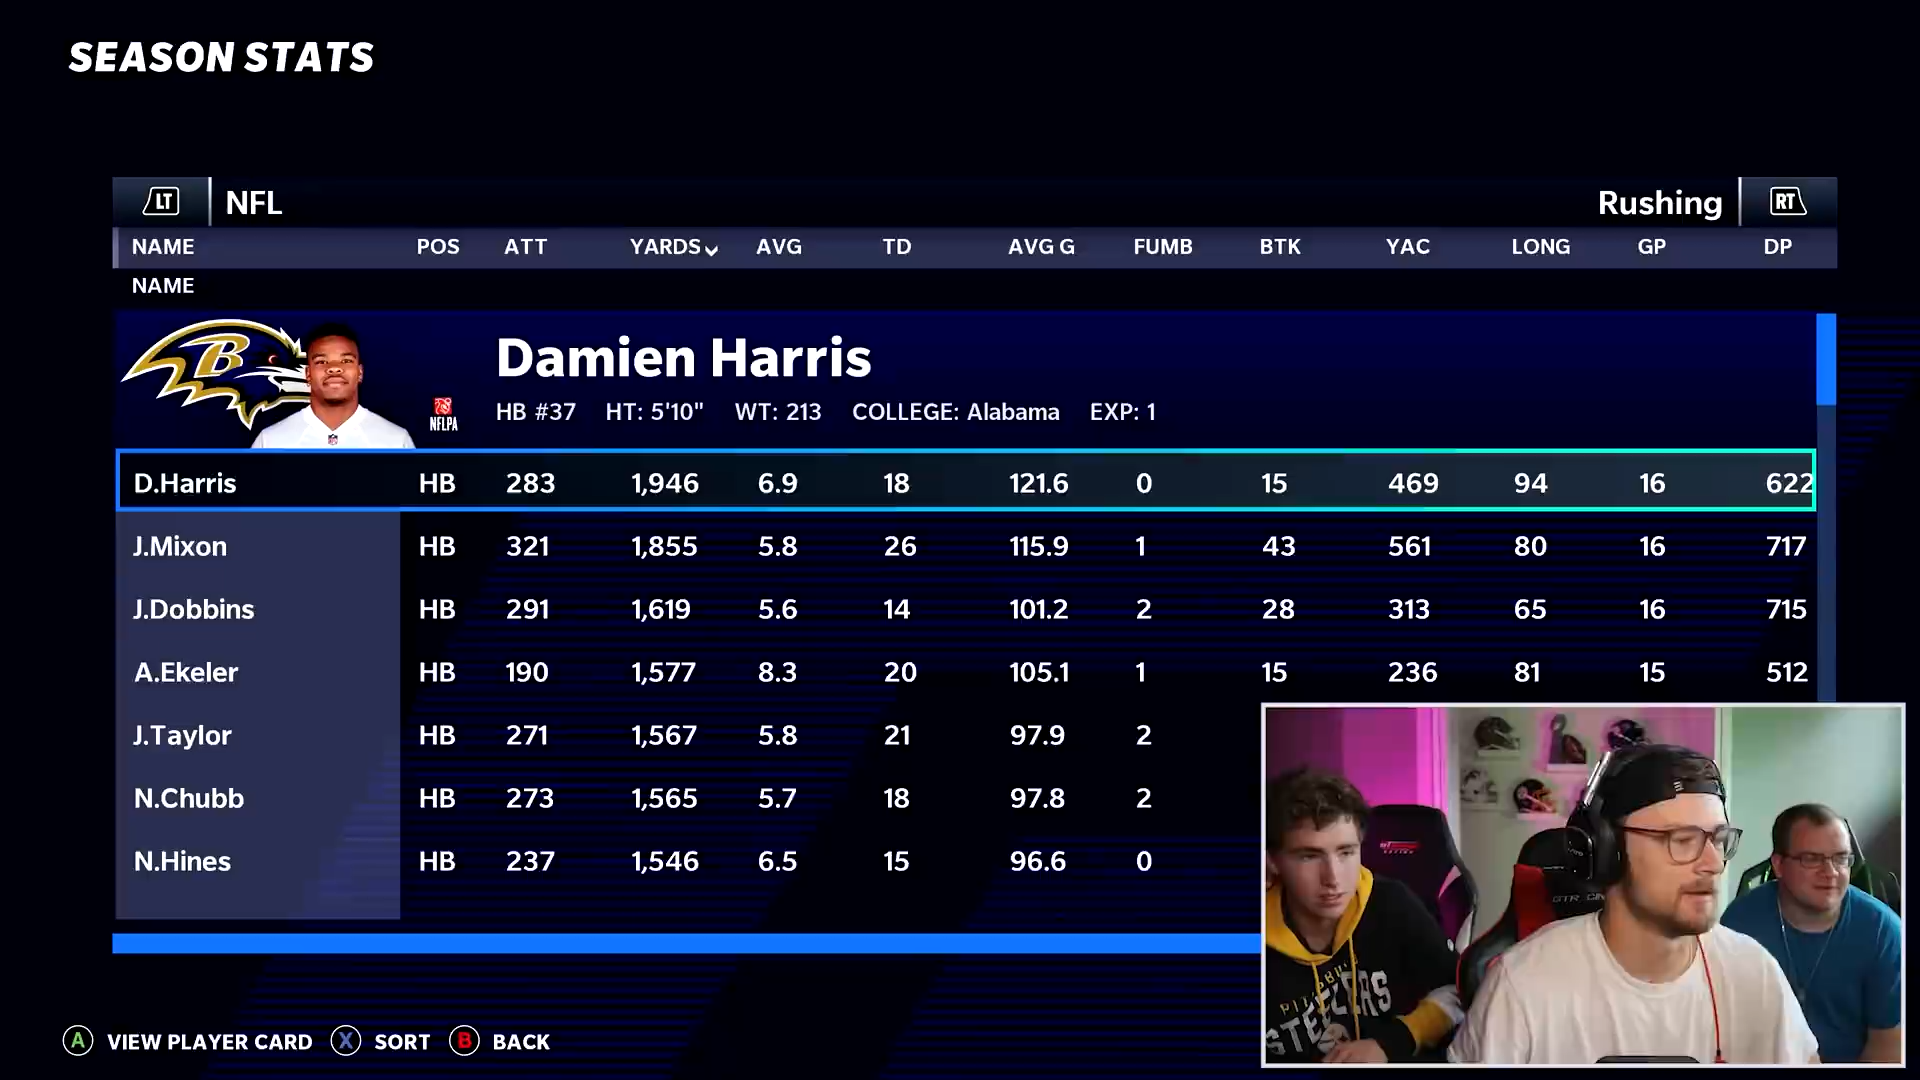 SEASON STATS
LT NFL Rushing RT
NAME POS ATT YARDS AVG TD AVG G FUMB BTK YAC LONG GP DP
NAME
B
NFLPA
Damien Harris
HB #37 HT: 5'10" WT: 213 COLLEGE: Alabama EXP: 1
D.Harris HB 283 1,946 6.9 18 121.6 0 15 469 94 16 622
J.Mixon HB 321 1,855 5.8 26 115.9 1 43 561 80 16 717
J.Dobbins HB 291 1,619 5.6 14 101.2 2 28 313 65 16 715
A.Ekeler HB 190 1,577 8.3 20 105.1 1 15 236 81 15 512
J.Taylor HB 271 1,567 5.8 21 97.9 2
N.Chubb HB 273 1,565 5.7 18 97.8 2
N.Hines HB 237 1,546 6.5 15 96.6 0
STEELERS
A VIEW PLAYER CARD X SORT B BACK